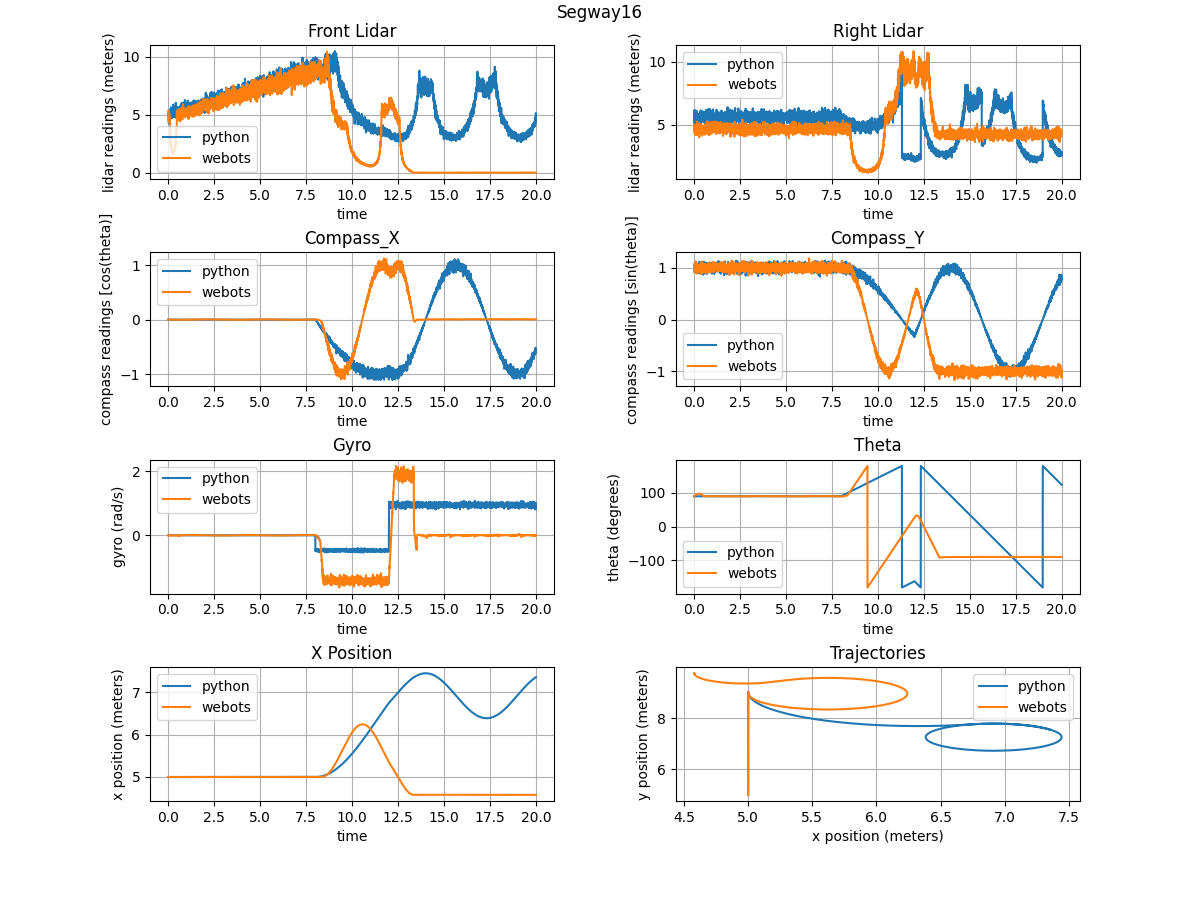 Segway16
Front Lidar
lidar readings (meters)
10
5
0
python
webots
0.0 2.5 5.0 7.5 10.0 12.5 15.0 17.5 20.0
time
Right Lidar
lidar readings (meters)
10
5
python
webots
0.0 2.5 5.0 7.5 10.0 12.5 15.0 17.5 20.0
time
Compass_X
compass readings [cos(theta)]
1
0
−1
python
webots
0.0 2.5 5.0 7.5 10.0 12.5 15.0 17.5 20.0
time
Compass_Y
compass readings [sin(theta)]
1
0
−1
python
webots
0.0 2.5 5.0 7.5 10.0 12.5 15.0 17.5 20.0
time
Gyro
gyro (rad/s)
2
0
python
webots
0.0 2.5 5.0 7.5 10.0 12.5 15.0 17.5 20.0
time
Theta
theta (degrees)
100
0
−100
python
webots
0.0 2.5 5.0 7.5 10.0 12.5 15.0 17.5 20.0
time
X Position
x position (meters)
7
6
5
python
webots
0.0 2.5 5.0 7.5 10.0 12.5 15.0 17.5 20.0
time
Trajectories
y position (meters)
8
6
python
webots
4.5 5.0 5.5 6.0 6.5 7.0 7.5
x position (meters)